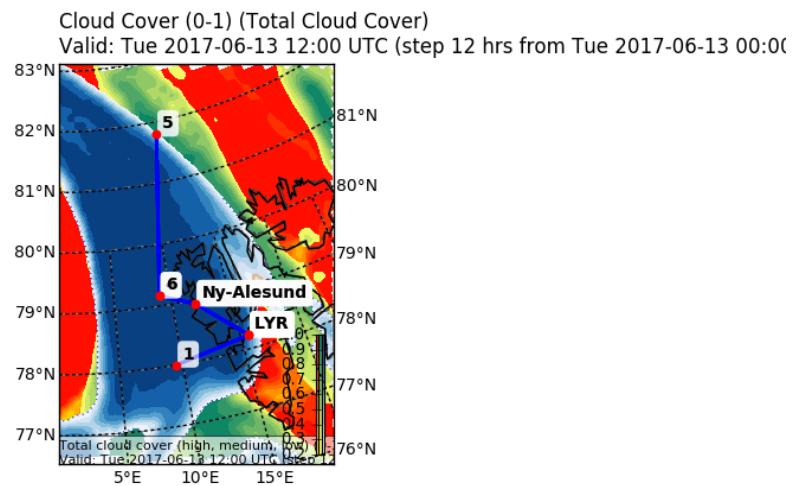 Cloud Cover (0-1) (Total Cloud Cover)
Valid: Tue 2017-06-13 12:00 UTC (step 12 hrs from Tue 2017-06-13 00:00
83°N
81°N
5
82°N
81°N
80°N
80°N
79°N
6
Ny-Alesund
79°N
78°N
LYR
1
0.9
0.8
0.7
0.6
0.5
0.4
78°N
77°N
77°N
76°N
Total cloud cover (high, medium, low
Valid: Tue 2017-06-13 12:00 UTC (step 12
5°E 10°E 15°E